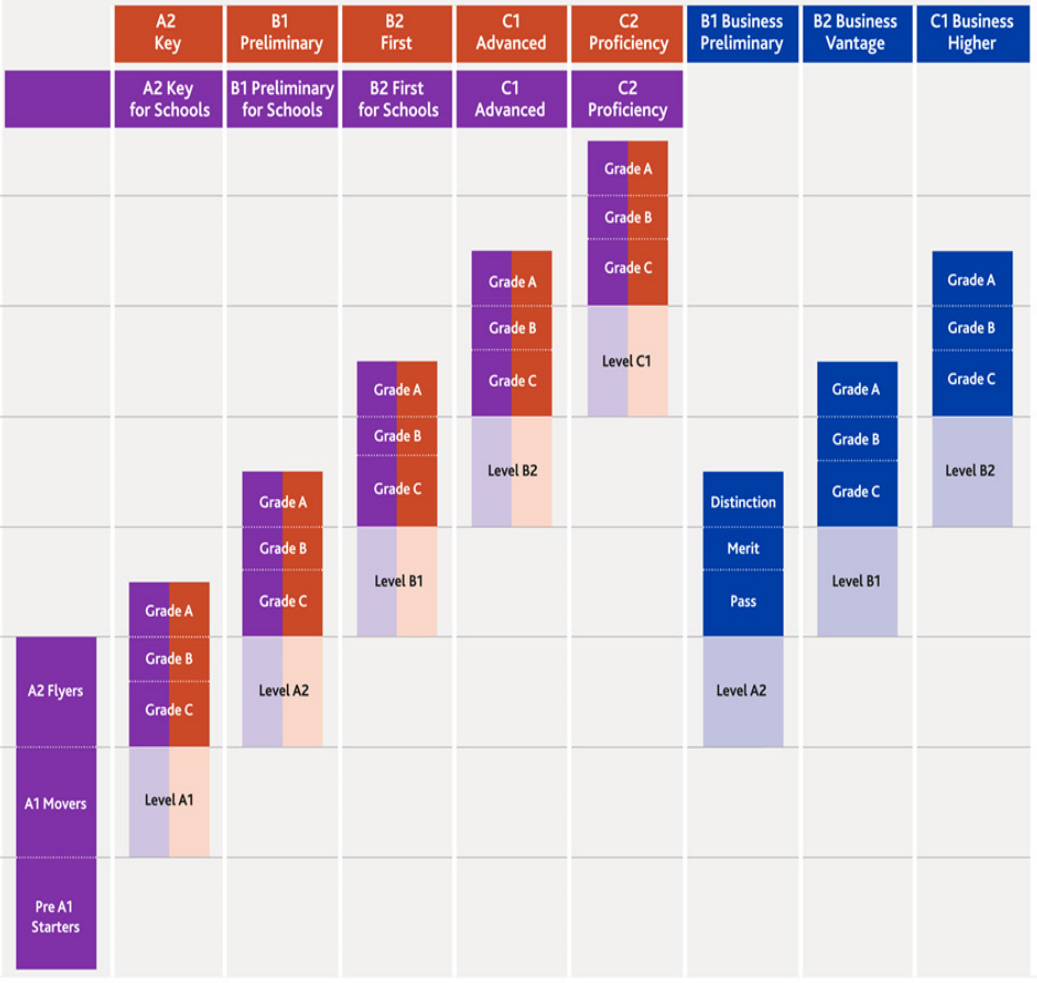 A2
Key
B1
Preliminary
B2
First
C1
Advanced
C2
Proficiency
B1 Business
Preliminary
B2 Business
Vantage
C1 Business
Higher
A2 Key
for Schools
B1 Preliminary
for Schools
B2 First
for Schools
C1
Advanced
C2
Proficiency
A2 Flyers
A1 Movers
Pre A1
Starters
Grade A
Grade B
Grade C
Level A1
Grade A
Grade B
Grade C
Level A2
Grade A
Grade B
Grade C
Level B1
Grade A
Grade B
Grade C
Level B2
Grade A
Grade B
Grade C
Level C1
Distinction
Merit
Pass
Level A2
Grade A
Grade B
Grade C
Level B1
Grade A
Grade B
Grade C
Level B2